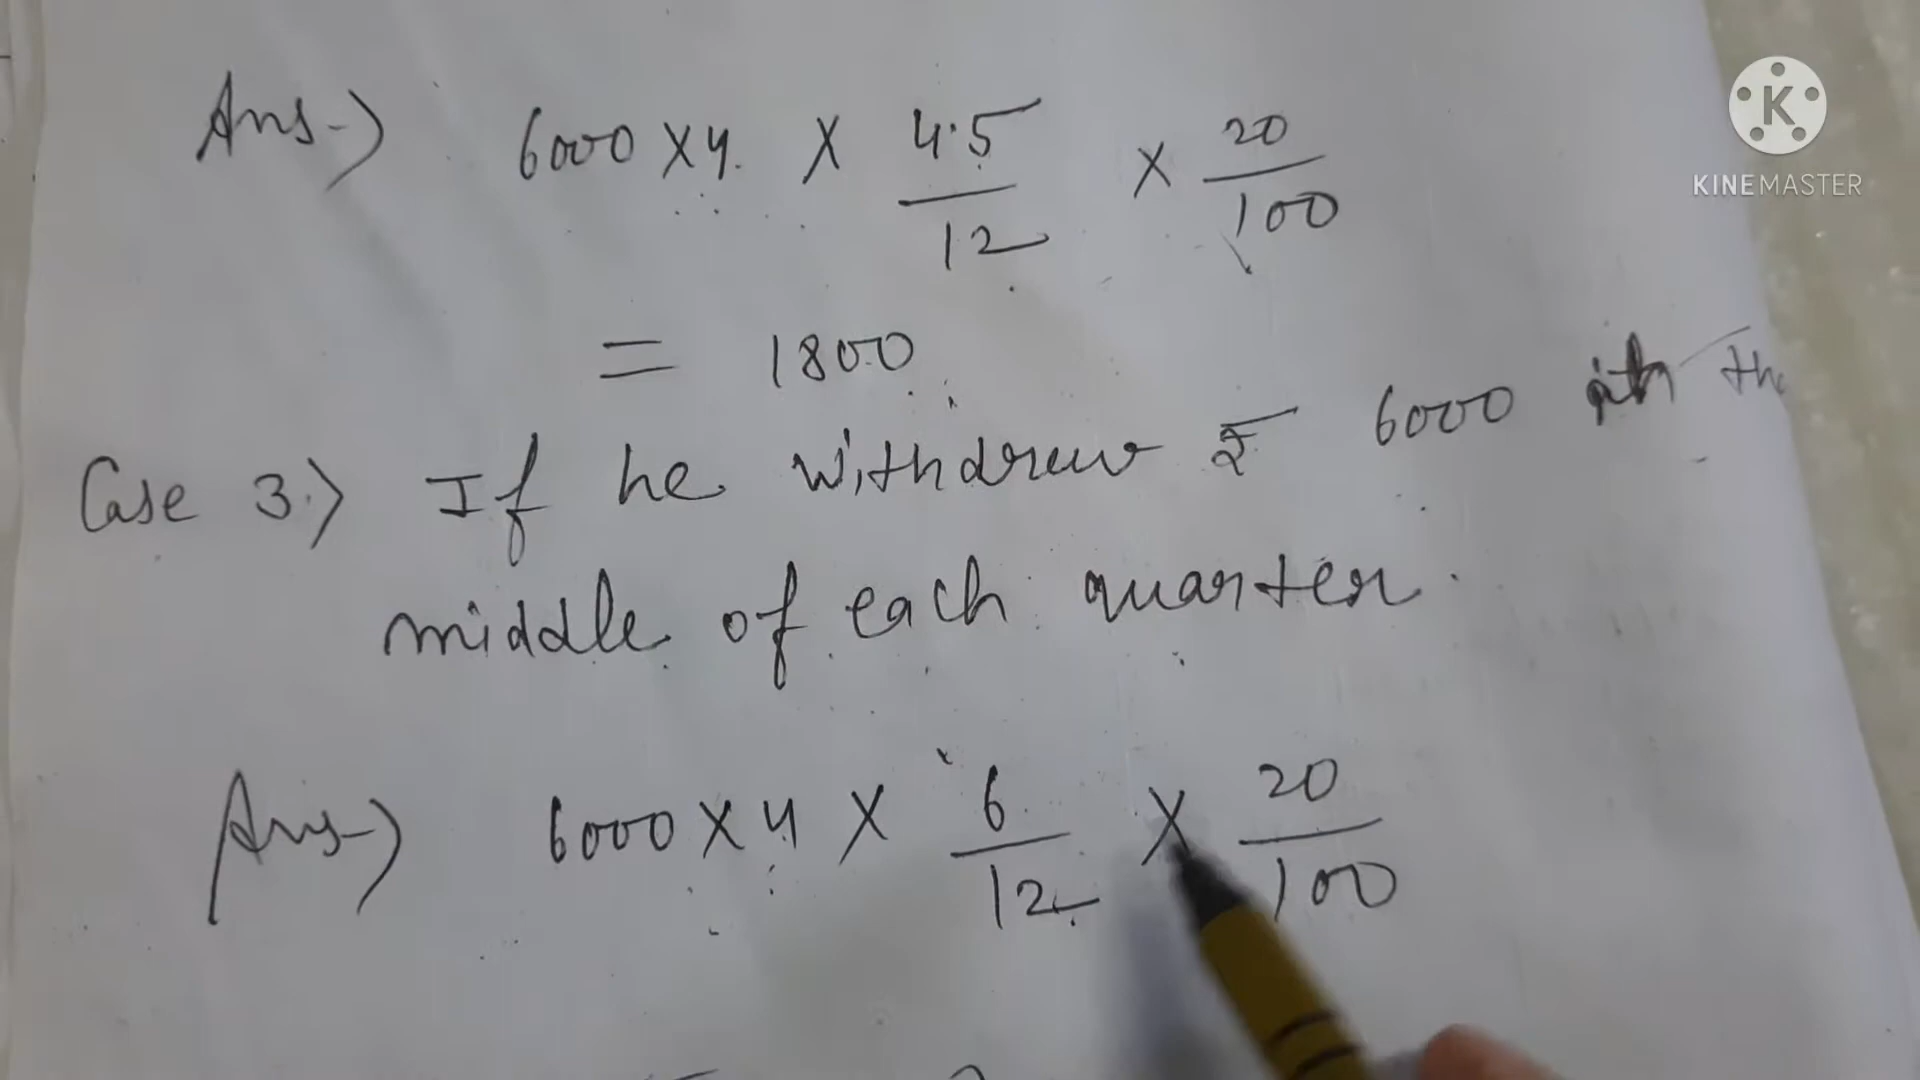 Ans→ 6000 x 4 x 4.5/12 x 20/100
= 1800
Case 3.) If he withdrew ₹ 6000 in the
middle of each quarter.
Ans→ 6000 x 4 x 6/12 x 20/100
K
KINEMASTER